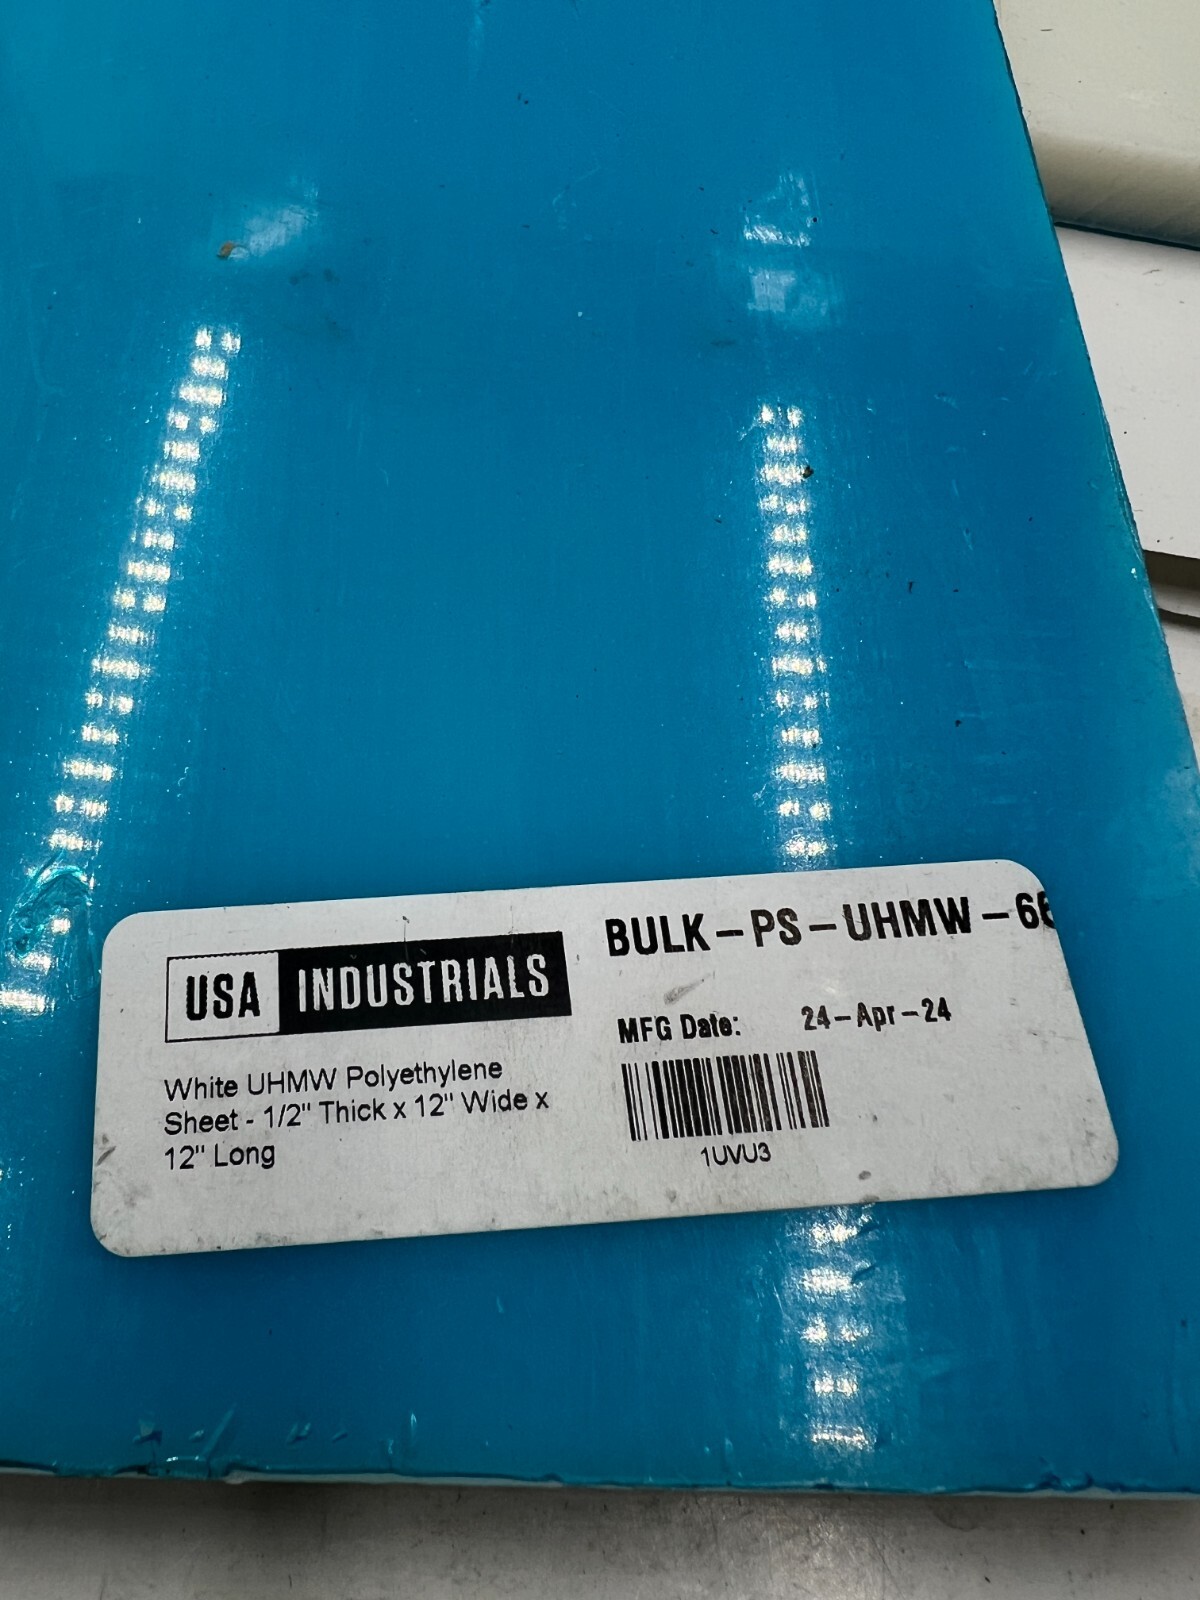 USA INDUSTRIALS
White UHMW Polyethylene
Sheet - 1/2" Thick x 12" Wide x
12" Long
BULK-PS-UHMW-66
MFG Date: 24-Apr-24
1UVU3